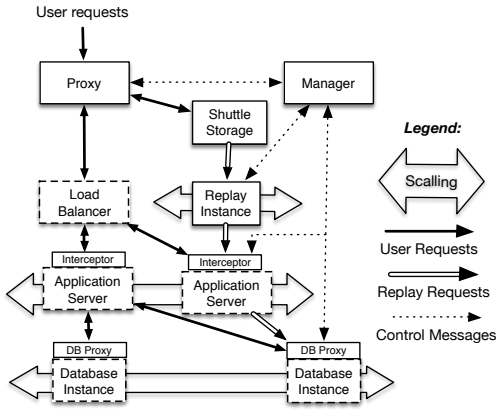 User requests
Proxy
Manager
Shuttle
Storage
Legend:
Scalling
Load
Balancer
Replay
Instance
User Requests
Interceptor
Interceptor
Application
Server
Application
Server
Replay Requests
Control Messages
DB Proxy
DB Proxy
Database
Instance
Database
Instance